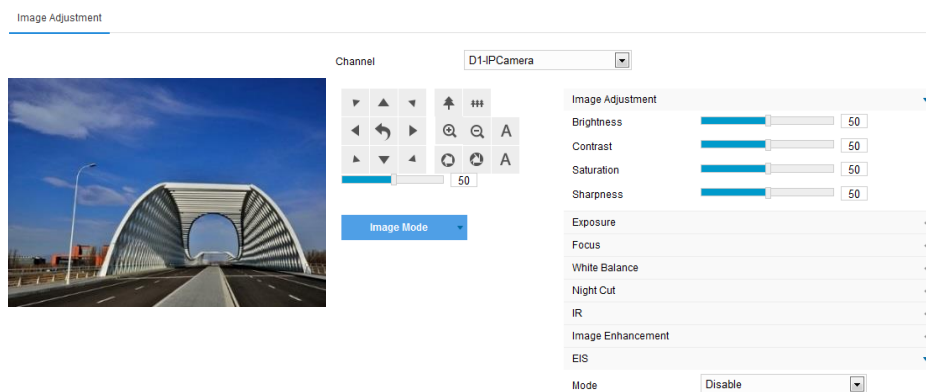 Image Adjustment
Channel D1-IPCamera
A
A
50
Image Mode
Image Adjustment
Brightness 50
Contrast 50
Saturation 50
Sharpness 50
Exposure
Focus
White Balance
Night Cut
IR
Image Enhancement
EIS
Mode Disable